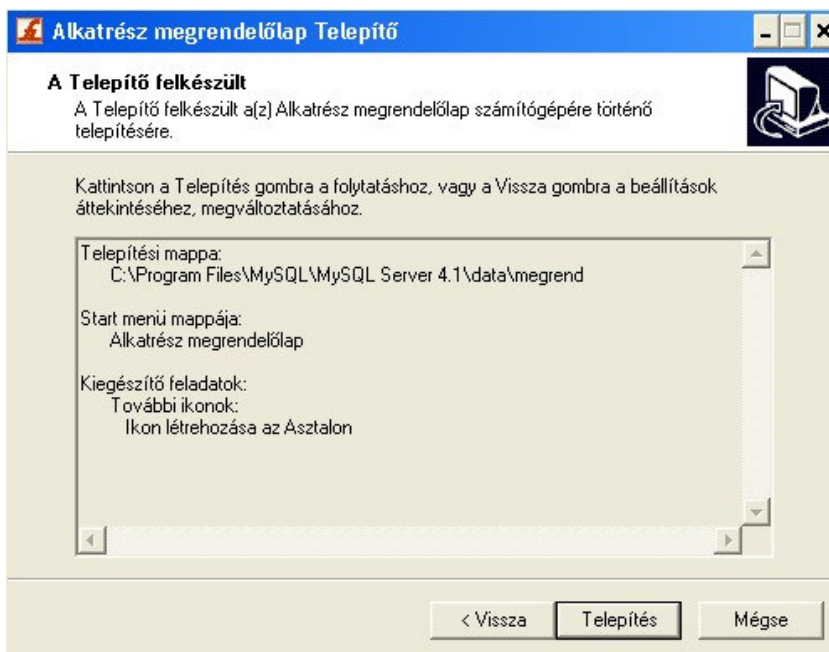 Alkatrész megrendelőlap Telepítő
A Telepítő felkészült
A Telepítő felkészült a(z) Alkatrész megrendelőlap számítógépére történő
telepítésére.
Kattintson a Telepítés gombra a folytatáshoz, vagy a Vissza gombra a beállítások
áttekintéséhez, megváltoztatásához.
Telepítési mappa:
C:\Program Files\MySQL\MySQL Server 4.1\data\megrend
Start menü mappája:
Alkatrész megrendelőlap
Kiegészítő feladatok:
További ikonok:
Ikon létrehozása az Asztalon
< Vissza Telepítés Mégse